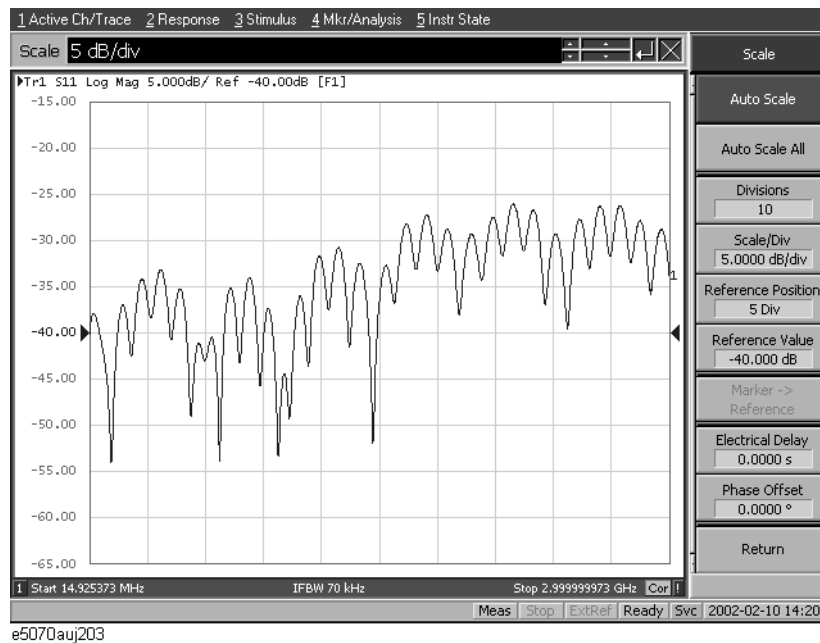 1 Active Ch/Trace 2 Response 3 Stimulus 4 Mkr/Analysis 5 Instr State
Scale 5 dB/div
Scale
Tr1 S11 Log Mag 5.000dB/ Ref -40.00dB [F1]
-15.00
-20.00
-25.00
-30.00
-35.00
-40.00
-45.00
-50.00
-55.00
-60.00
-65.00
1
Auto Scale
Auto Scale All
Divisions
10
Scale/Div
5.0000 dB/div
Reference Position
5 Div
Reference Value
-40.000 dB
Marker ->
Reference
Electrical Delay
0.0000 s
Phase Offset
0.0000 °
Return
1 Start 14.925373 MHz IFBW 70 kHz Stop 2.999999973 GHz Cor !
Meas Stop ExtRef Ready Svc 2002-02-10 14:20
e5070auj203